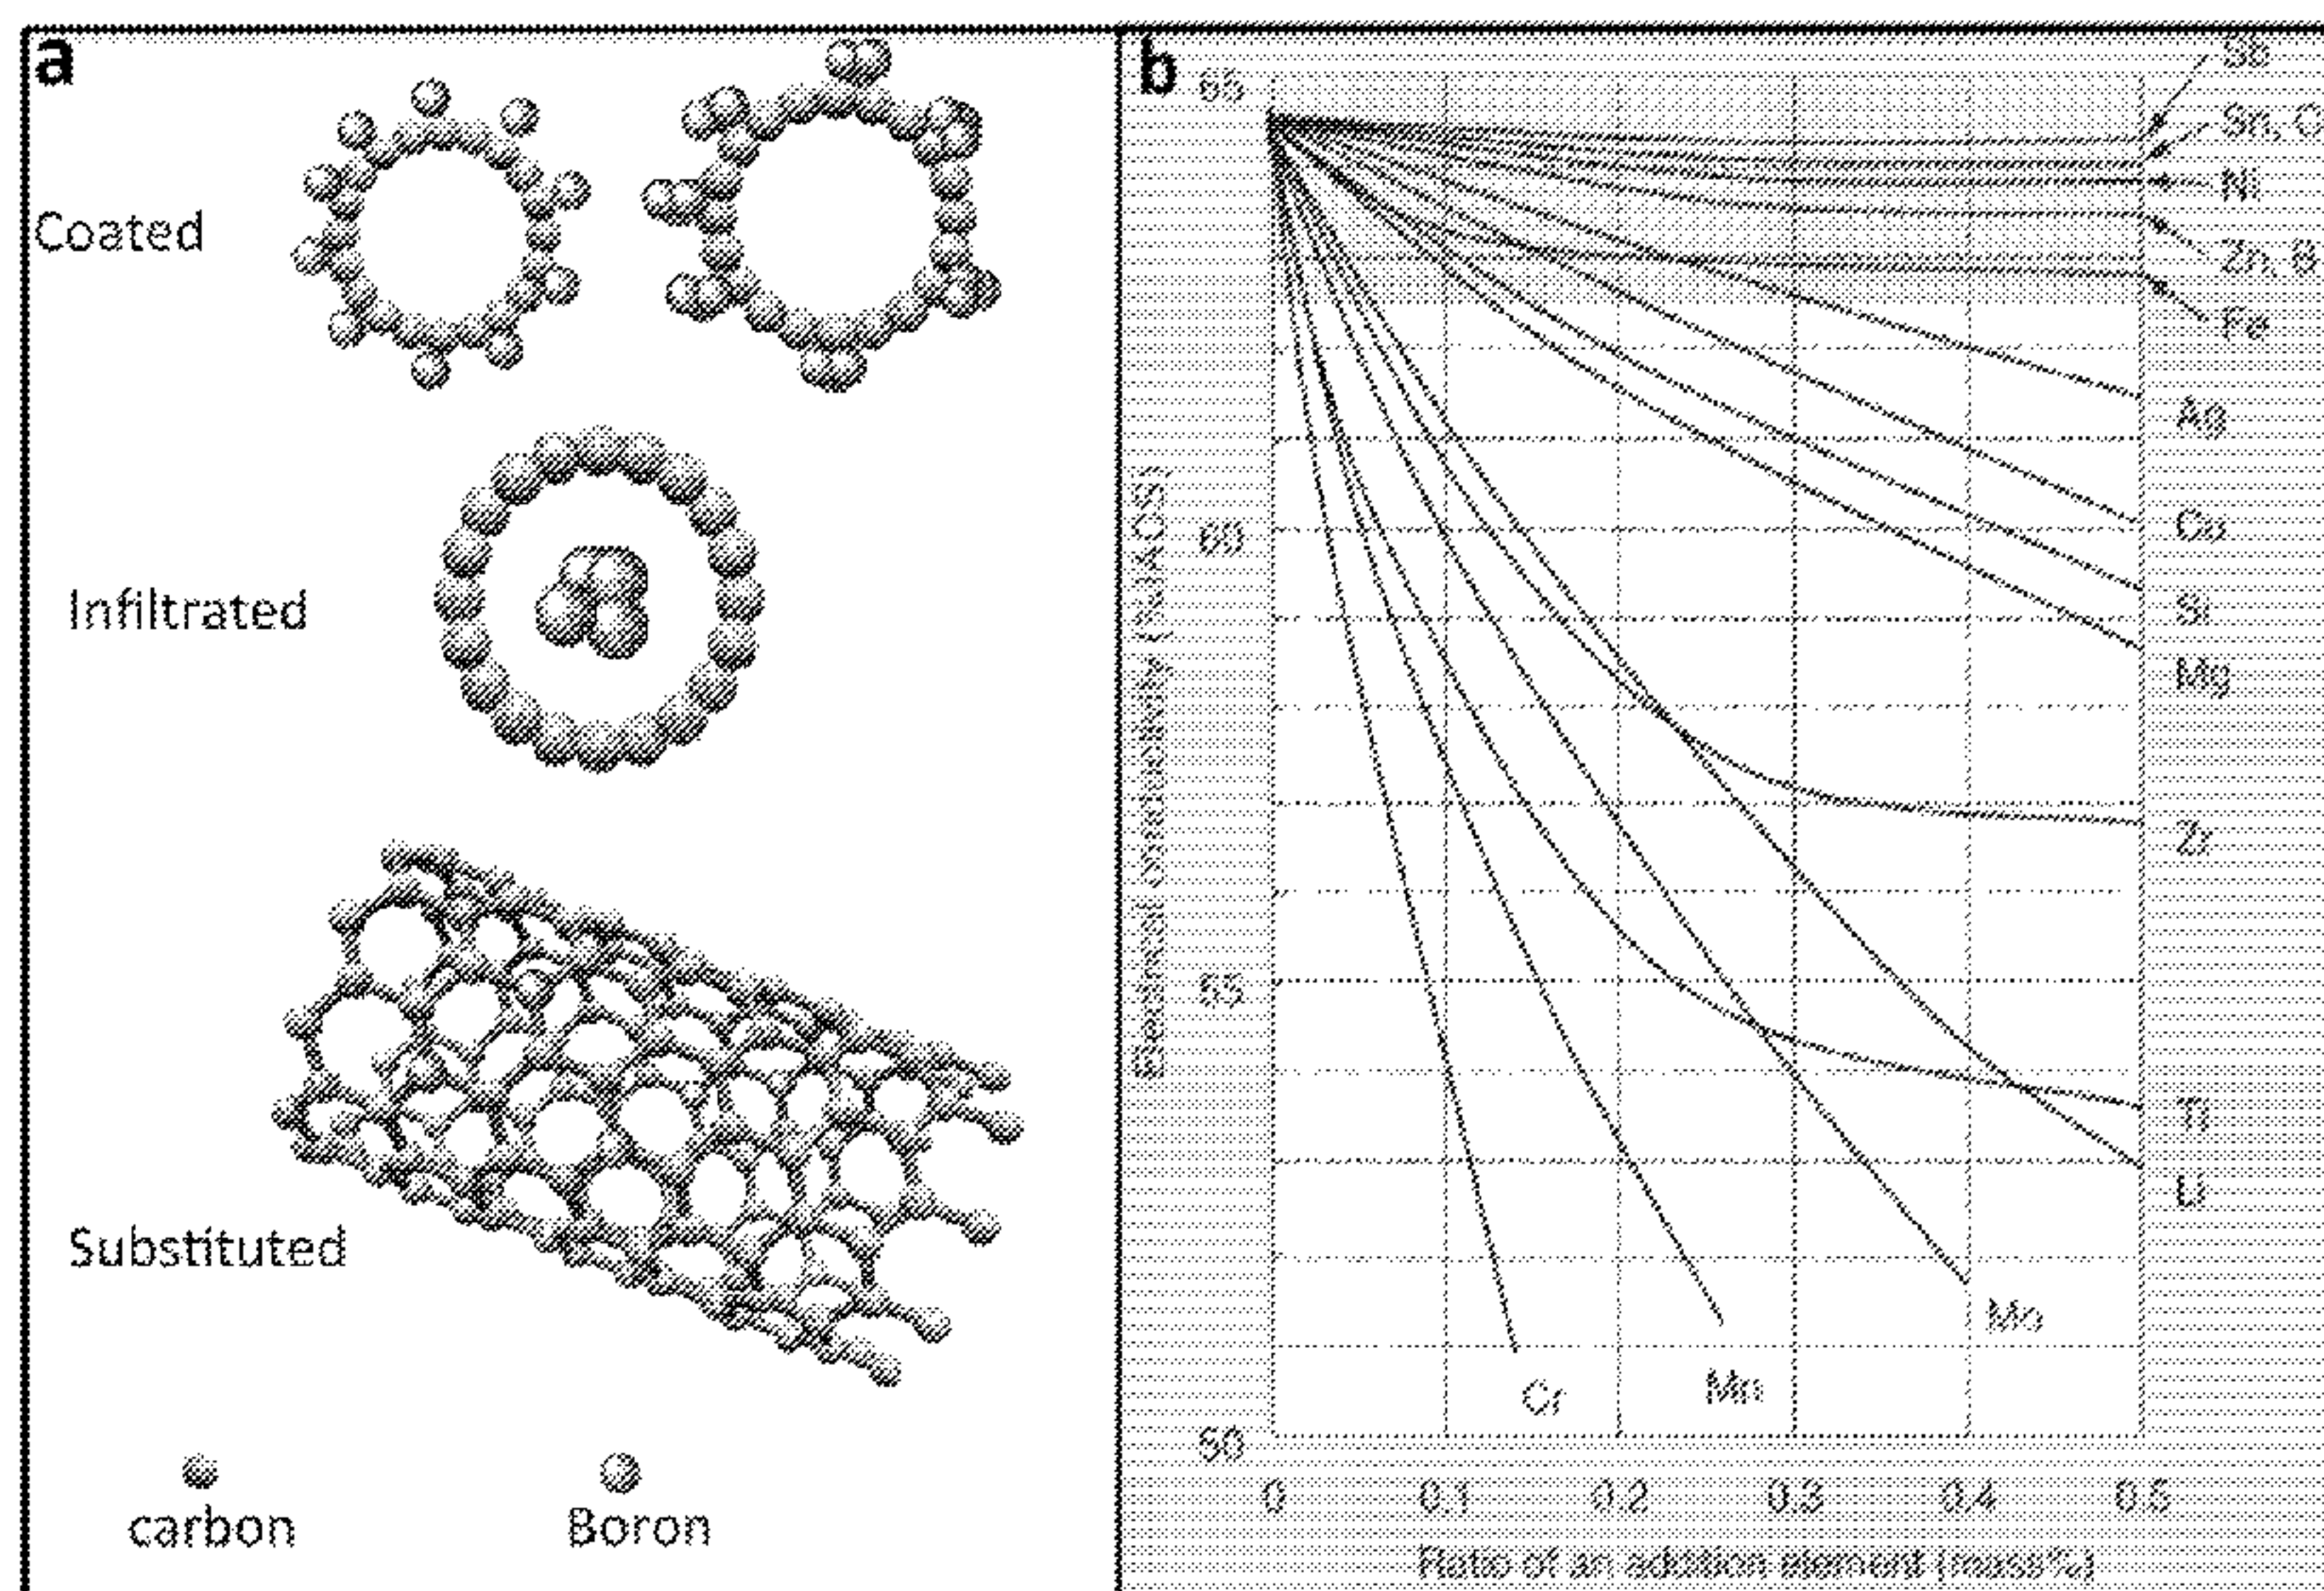 a
Coated
Infiltrated
Substituted
carbon
Boron
b
65
60
55
50
Electrical conductivity (%IACS)
0 0.1 0.2 0.3 0.4 0.5
Ratio of an addition element (mass%)
Sn,
Ni
Zn, B
Fe
Ag
Si
Mg
Zr
Ti
Li
Mo
Mn
Cr